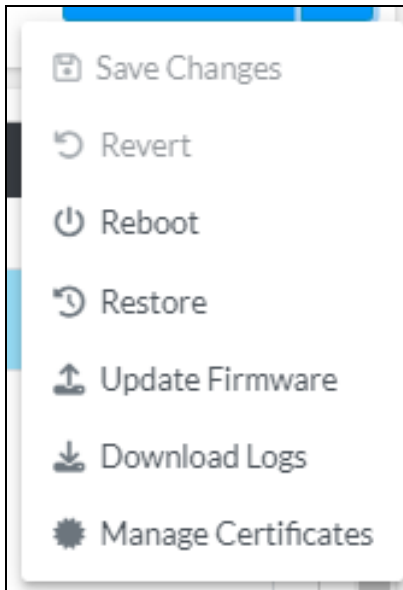 Save Changes
Revert
Reboot
Restore
Update Firmware
Download Logs
Manage Certificates